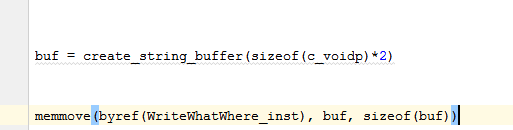 buf = create_string_buffer(sizeof(c_voidp)*2)
memmove(byref(WriteWhatWhere_inst), buf, sizeof(buf))